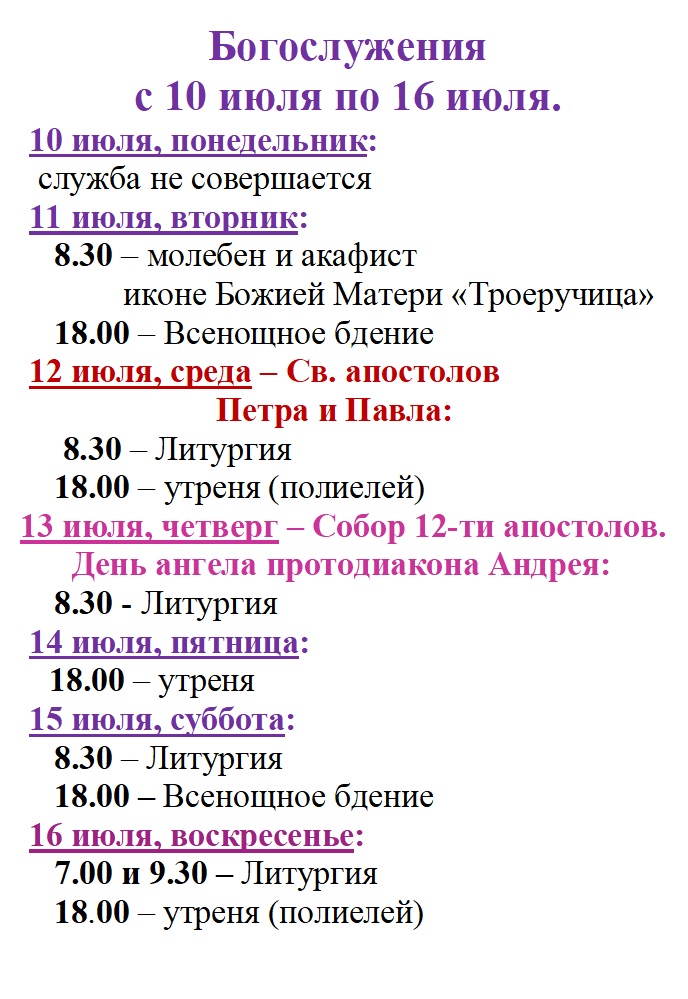 Богослужения
с 10 июля по 16 июля.
10 июля, понедельник:
служба не совершается
11 июля, вторник:
8.30 – молебен и акафист
иконе Божией Матери «Троеручица»
18.00 – Всенощное бдение
12 июля, среда – Св. апостолов
Петра и Павла:
8.30 – Литургия
18.00 – утреня (полиелей)
13 июля, четверг – Собор 12-ти апостолов.
День ангела протодиакона Андрея:
8.30 - Литургия
14 июля, пятница:
18.00 – утреня
15 июля, суббота:
8.30 – Литургия
18.00 – Всенощное бдение
16 июля, воскресенье:
7.00 и 9.30 – Литургия
18.00 – утреня (полиелей)